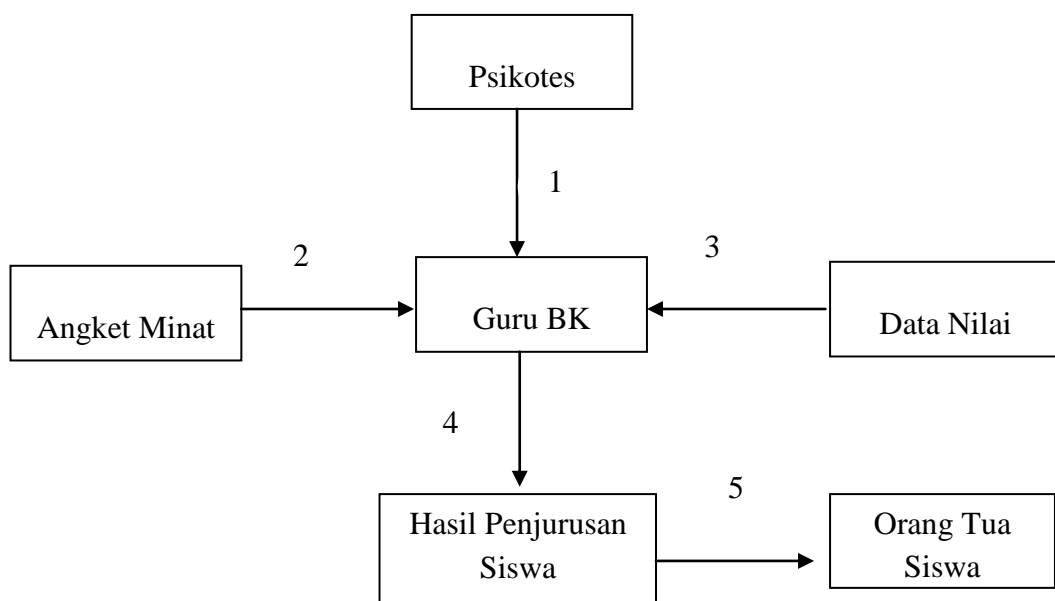 Psikotes
1
2
3
Angket Minat
Guru BK
Data Nilai
4
5
Hasil Penjurusan
Siswa
Orang Tua
Siswa